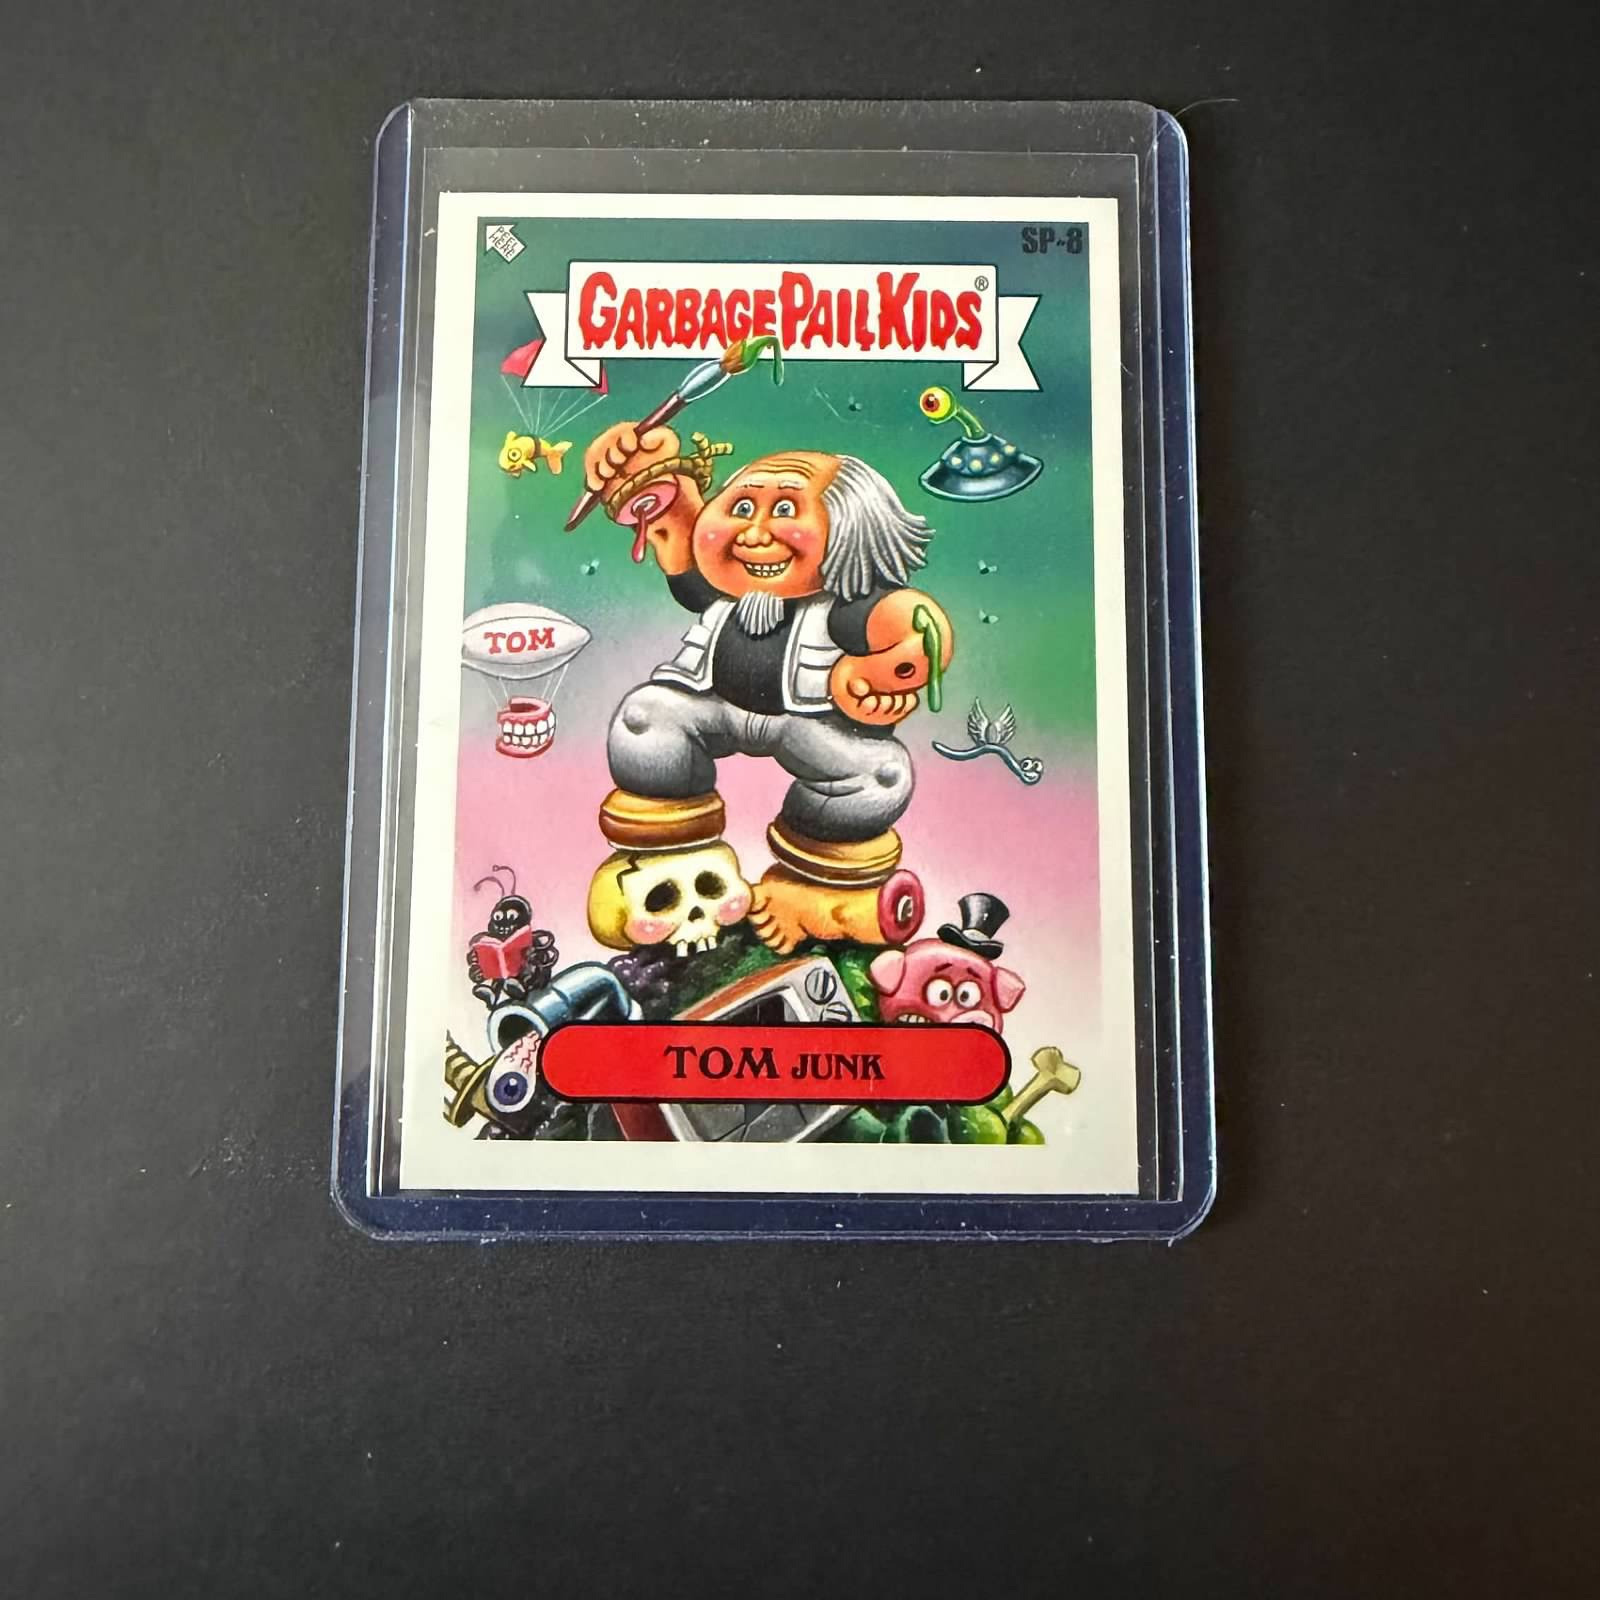 PEEL
HERE
SP-8
GARBAGE PAIL KIDS®
TOM
TOM JUNK